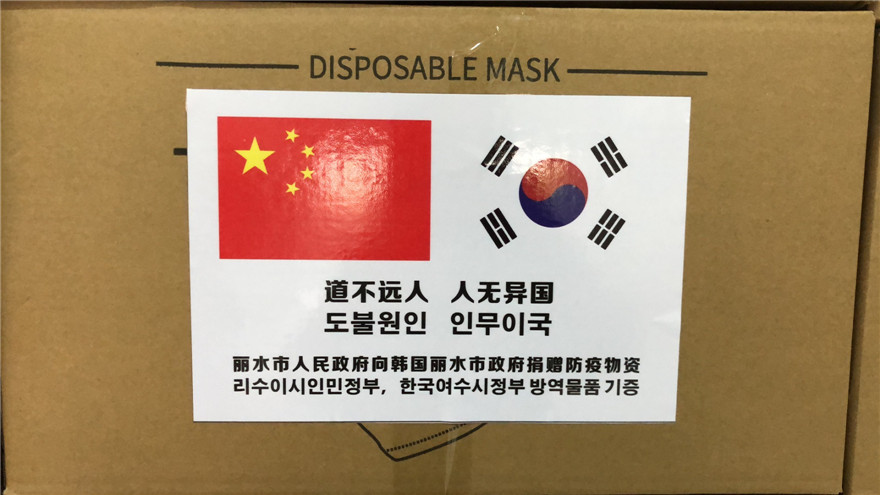 DISPOSABLE MASK
道不远人 人无异国
도불원인 인무이국
丽水市人民政府向韩国丽水市政府捐赠防疫物资
리수이시인민정부, 한국여수시정부 방역물품 기증